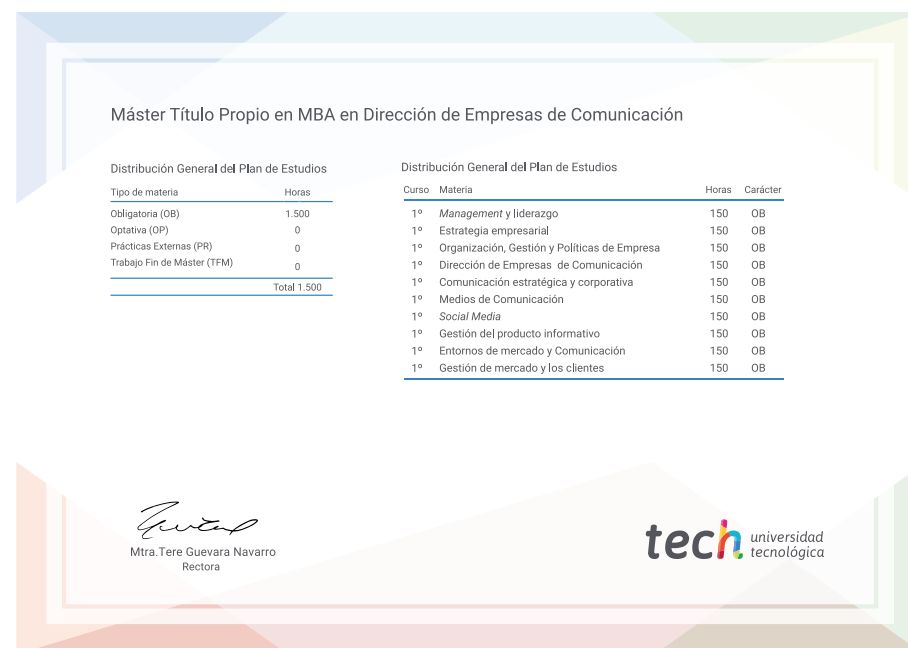 Máster Título Propio en MBA en Dirección de Empresas de Comunicación
Distribución General del Plan de Estudios
Tipo de materia Horas
Obligatoria (OB) 1.500
Optativa (OP) 0
Prácticas Externas (PR) 0
Trabajo Fin de Máster (TFM) 0
Total 1.500
Distribución General del Plan de Estudios
Curso Materia Horas Carácter
1º Management y liderazgo 150 OB
1º Estrategia empresarial 150 OB
1º Organización, Gestión y Políticas de Empresa 150 OB
1º Dirección de Empresas de Comunicación 150 OB
1º Comunicación estratégica y corporativa 150 OB
1º Medios de Comunicación 150 OB
1º Social Media 150 OB
1º Gestión del producto informativo 150 OB
1º Entornos de mercado y Comunicación 150 OB
1º Gestión de mercado y los clientes 150 OB
Mtra.Tere Guevara Navarro
Rectora
tech universidad
tecnológica